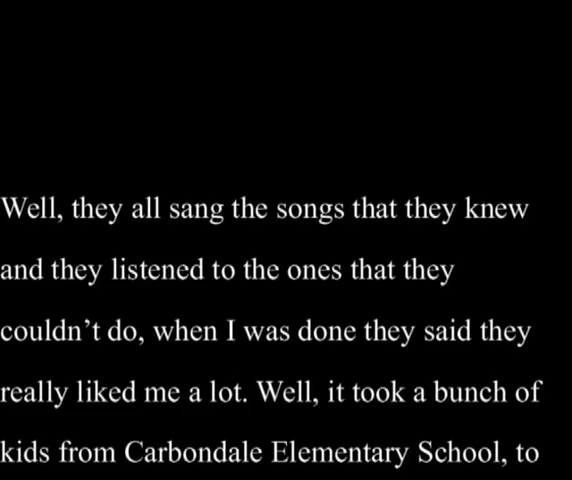 Well, they all sang the songs that they knew
and they listened to the ones that they
couldn’t do, when I was done they said they
really liked me a lot. Well, it took a bunch of
kids from Carbondale Elementary School, to